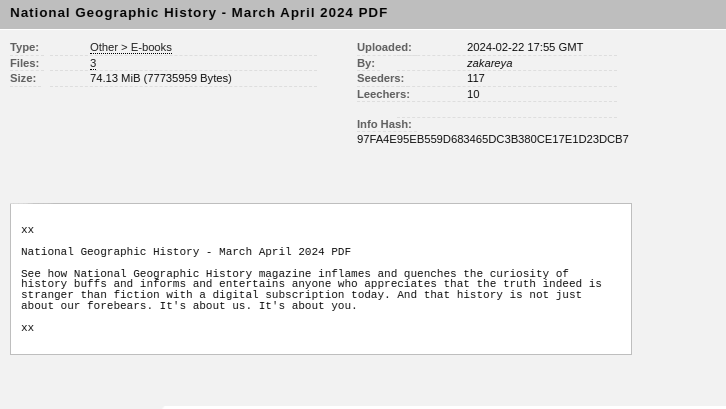 National Geographic History - March April 2024 PDF
Type: Other > E-books
Files: 3
Size: 74.13 MiB (77735959 Bytes)
Uploaded: 2024-02-22 17:55 GMT
By: zakareya
Seeders: 117
Leechers: 10
Info Hash:
97FA4E95EB559D683465DC3B380CE17E1D23DCB7
xx
National Geographic History - March April 2024 PDF
See how National Geographic History magazine inflames and quenches the curiosity of
history buffs and informs and entertains anyone who appreciates that the truth indeed is
stranger than fiction with a digital subscription today. And that history is not just
about our forebears. It's about us. It's about you.
xx